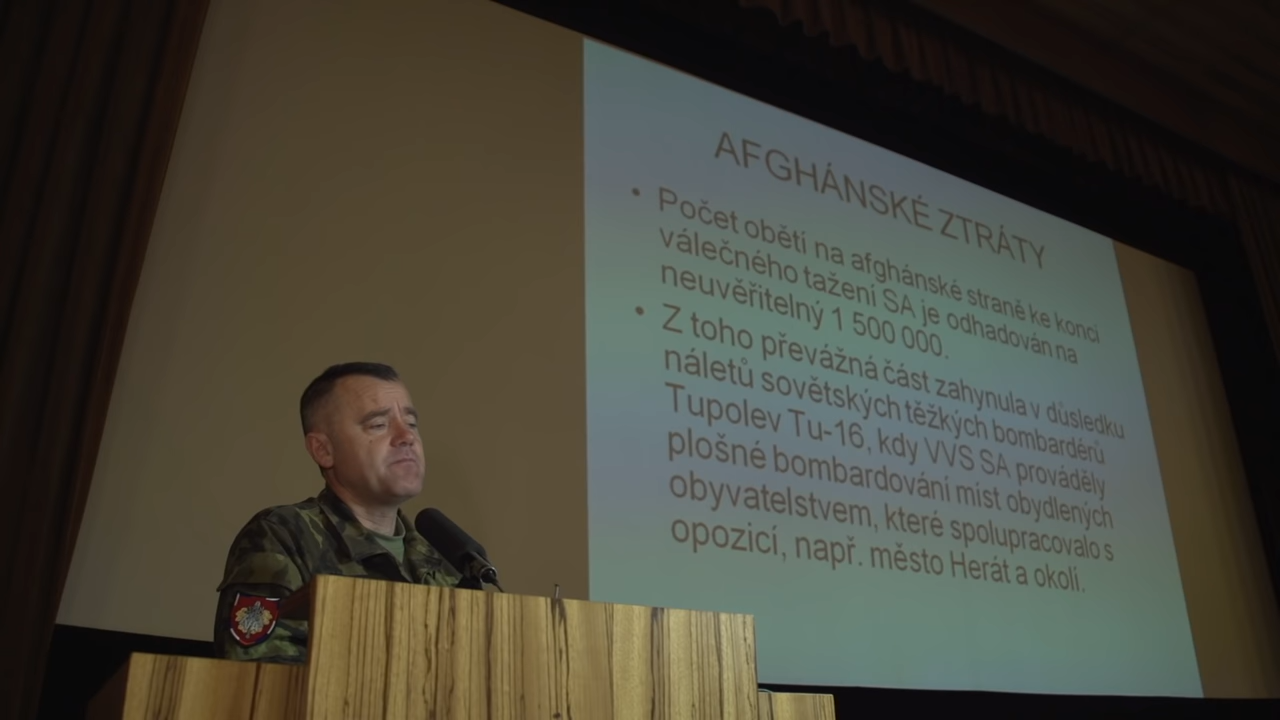 AFGHÁNSKÉ ZTRÁTY
• Počet obětí na afghánské straně ke konci
válečného tažení SA je odhadován na
neuvěřitelný 1 500 000.
• Z toho převážná část zahynula v důsledku
náletů sovětských těžkých bombardérů
Tupolev Tu-16, kdy VVS SA prováděly
plošné bombardování míst obydlených
obyvatelstvem, které spolupracovalo s
opozicí, např. město Herát a okolí.